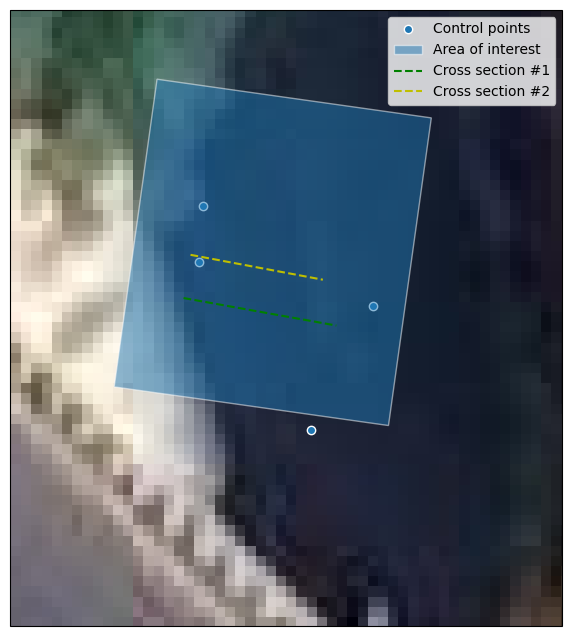 Control points
Area of interest
Cross section #1
Cross section #2